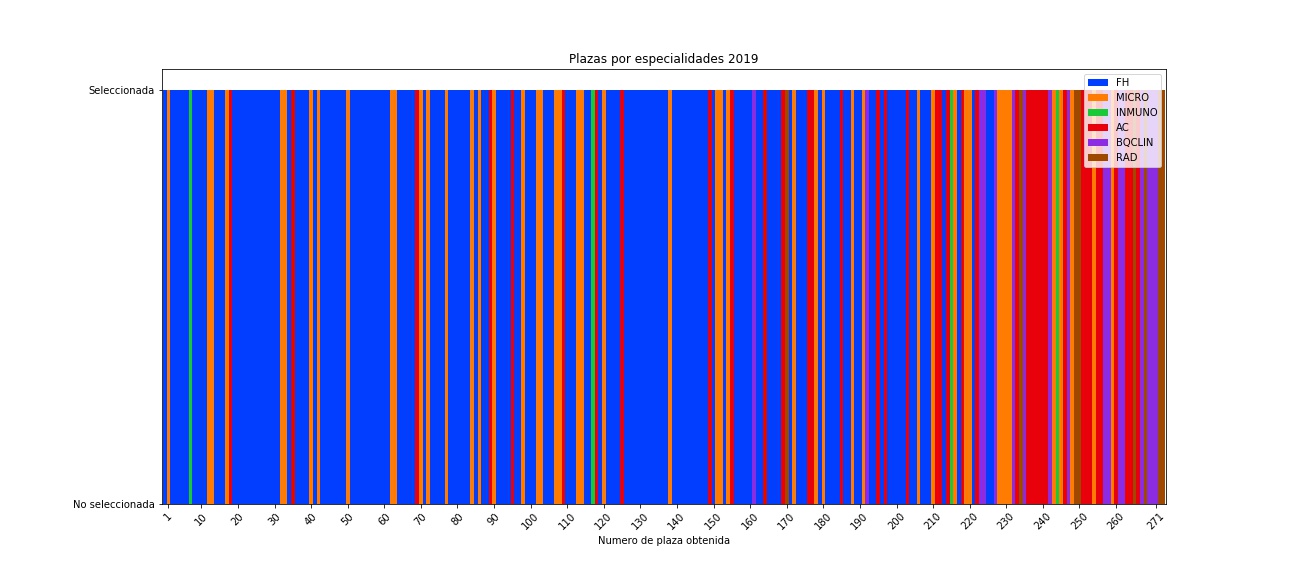 Plazas por especialidades 2019
Seleccionada
No seleccionada
FH
MICRO
INMUNO
AC
BQCLIN
RAD
1 10 20 30 40 50 60 70 80 90 100 110 120 130 140 150 160 170 180 190 200 210 220 230 240 250 260 271
Numero de plaza obtenida